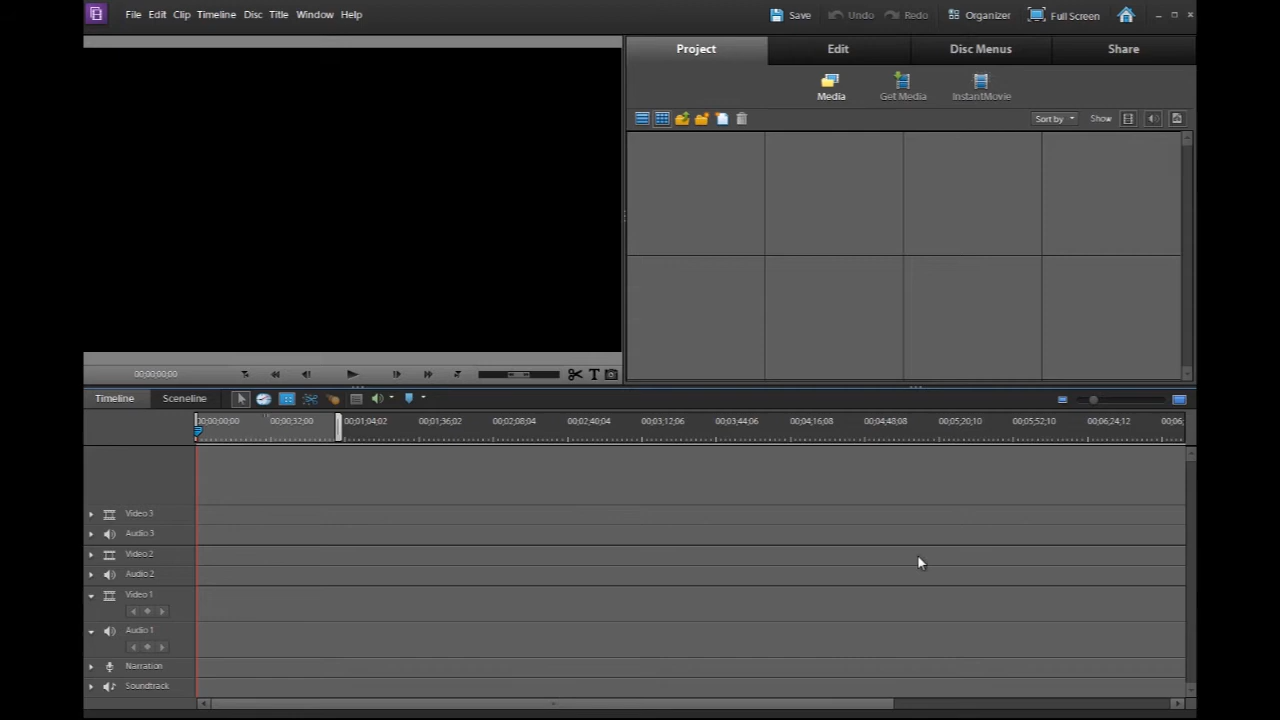 File Edit Clip Timeline Disc Title Window Help Save Undo Redo Organizer Full Screen
Project Edit Disc Menus Share
Media Get Media InstantMovie
Sort by Show
00;00;00;00
T
Timeline Sceneline
00;00;00;00 00;00;32;00 00;01;04;02 00;01;36;02 00;02;08;04 00;02;40;04 00;03;12;06 00;03;44;06 00;04;16;08 00;04;48;08 00;05;20;10 00;05;52;10 00;06;24;12 00;06;
Video 3
Audio 3
Video 2
Audio 2
Video 1
Audio 1
Narration
Soundtrack